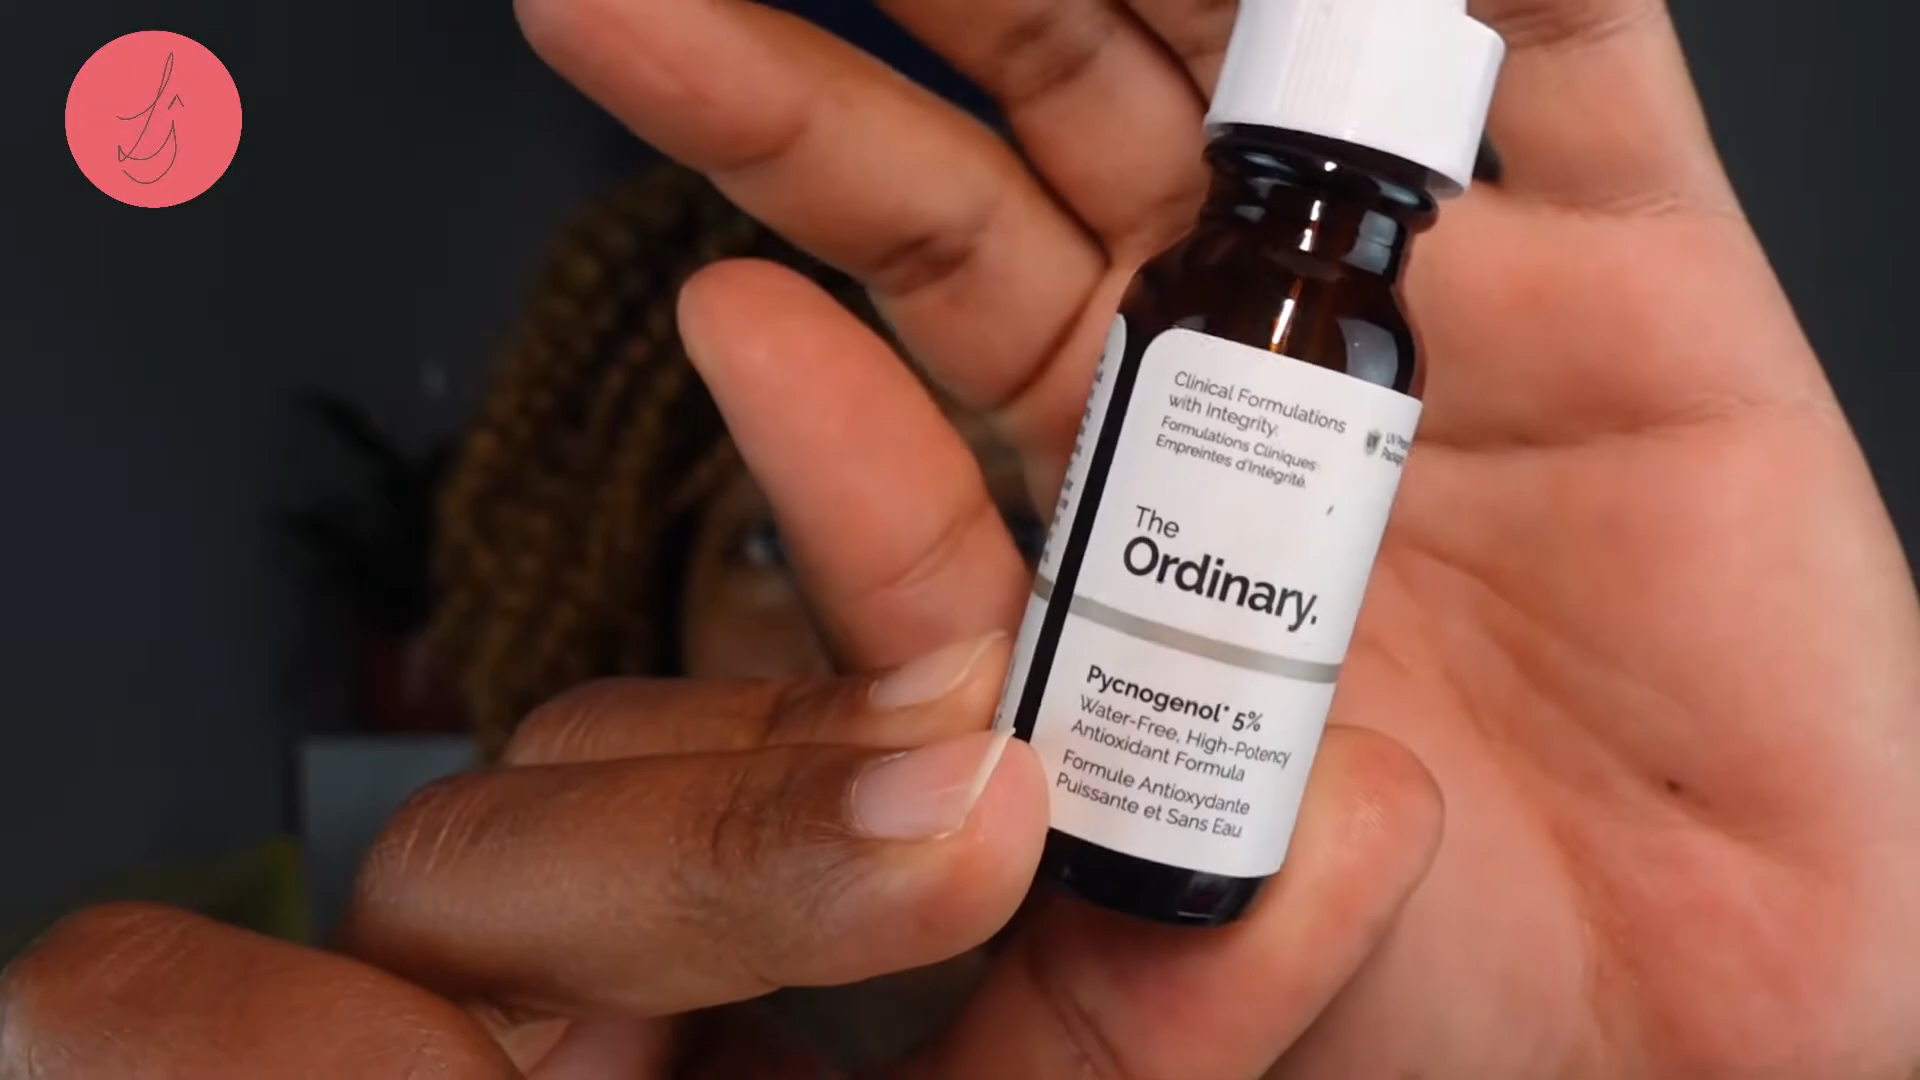 Clinical Formulations
with Integrity.
Formulations Cliniques
Empreintes d'Intégrité.
UV
The
Ordinary.
Pycnogenol® 5%
Water-Free, High-Potency
Antioxidant Formula
Formule Antioxydante
Puissante et Sans Eau